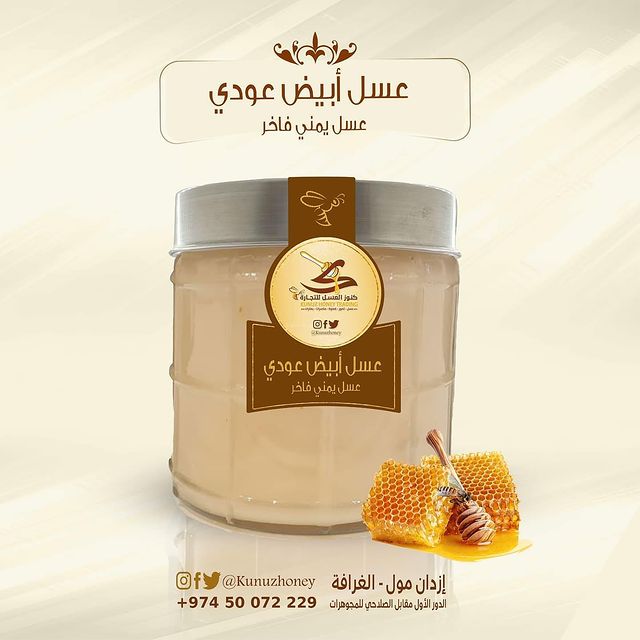 عسل أبيض عودي
عسل يمني فاخر
كنوز العسل للتجارة
KUNUZ HONEY TRADING
@Kunuzhoney
عسل أبيض عودي
عسل يمني فاخر
@Kunuzhoney
+974 50 072 229
إزدان مول - الغرافة
الدور الأول مقابل الصلاحي للمجوهرات